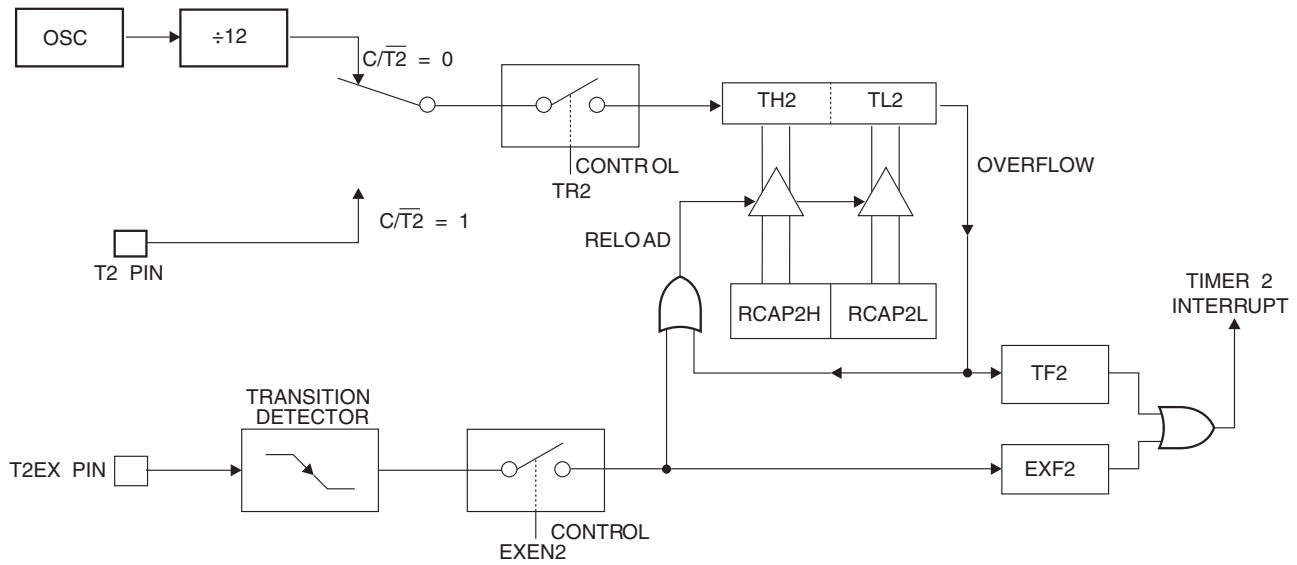 OSC
÷12
C/T2̅ = 0
TH2
TL2
CONTROL
TR2
OVERFLOW
C/T2̅ = 1
T2 PIN
RELOAD
RCAP2H
RCAP2L
TIMER 2
INTERRUPT
TF2
TRANSITION
DETECTOR
T2EX PIN
EXF2
CONTROL
EXEN2